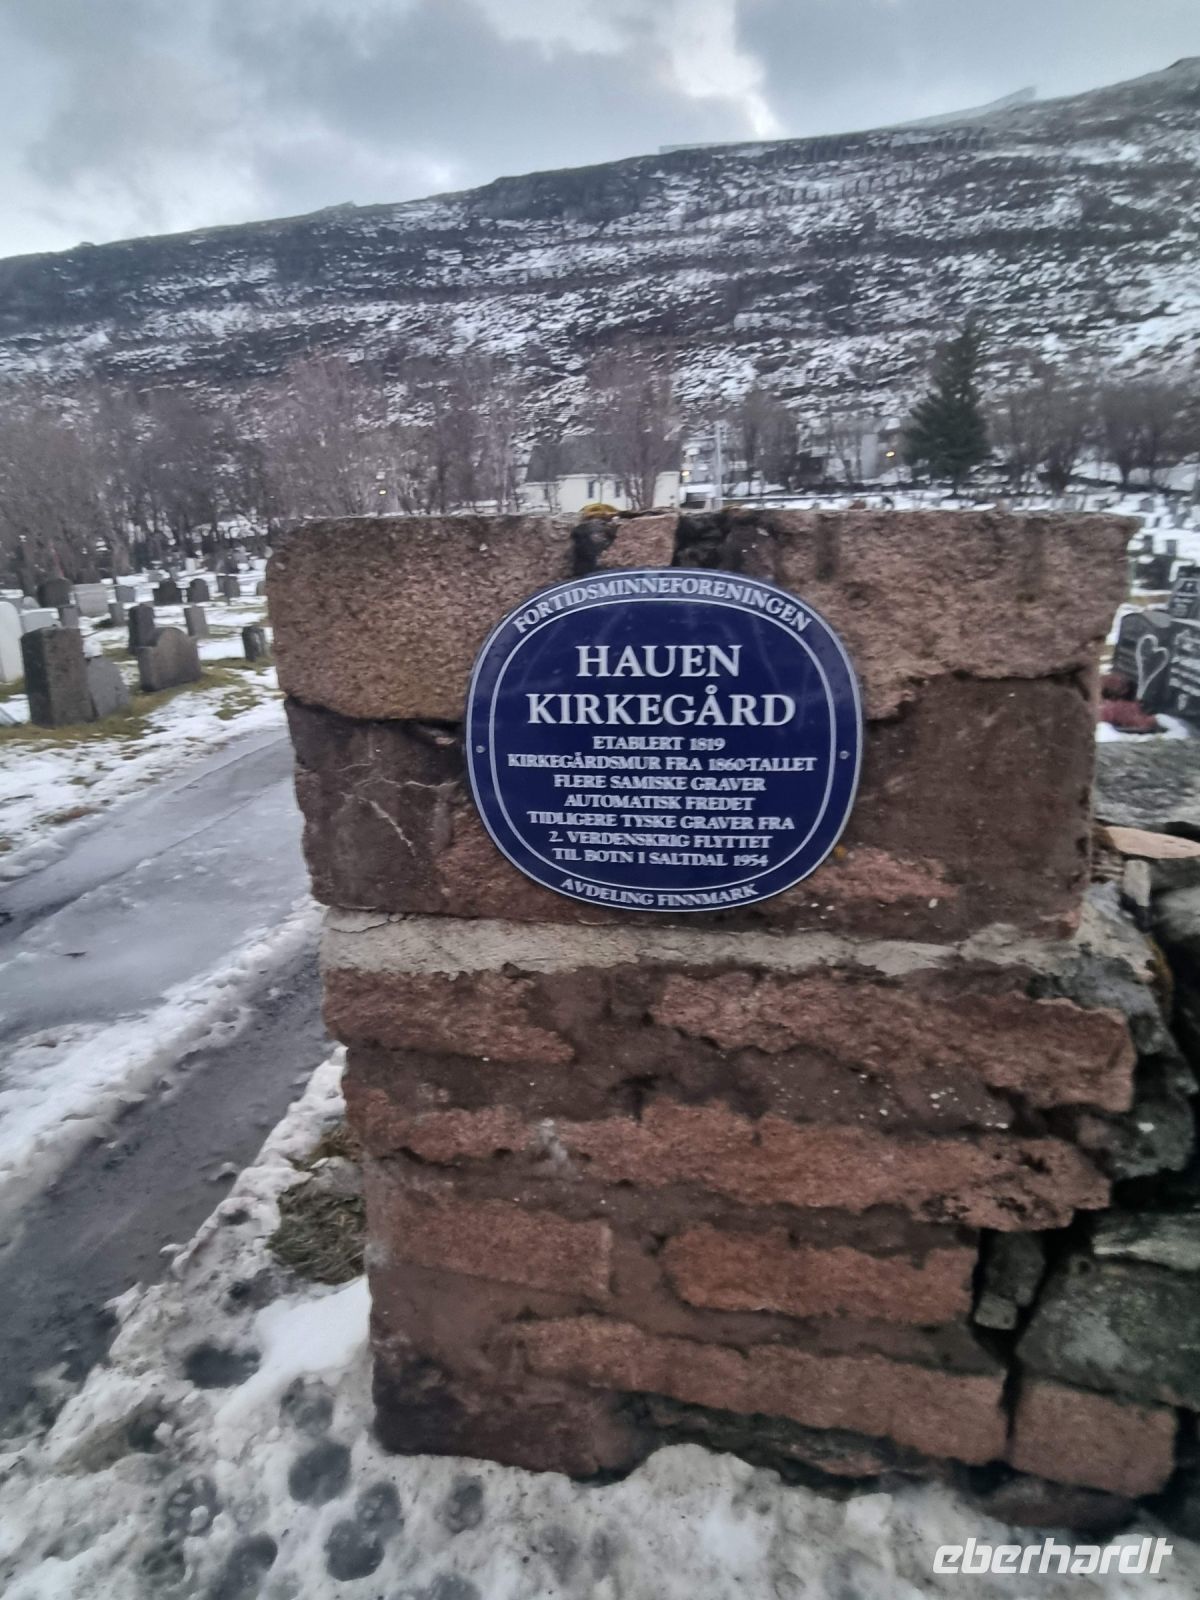 FORTIDSMINNEFORENINGEN
HAUEN
KIRKEGÅRD
ETABLERT 1819
KIRKEGÅRDSMUR FRA 1860-TALLET
FLERE SAMISKE GRAVER
AUTOMATISK FREDET
TIDLIGERE TYSKE GRAVER FRA
2. VERDENSKRIG FLYTTET
TIL BOTN I SALTDAL 1954
AVDELING FINNMARK
eberhardt